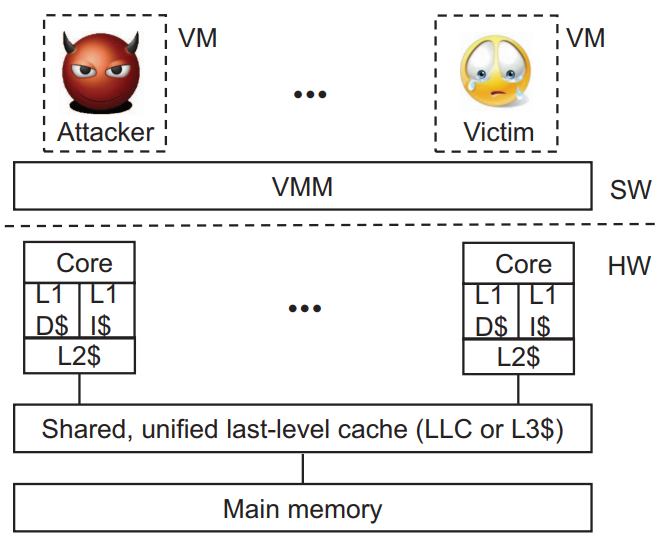 VM
VM
•••
Attacker
Victim
VMM
SW
Core
Core
HW
L1 L1
L1 L1
•••
D$ I$
D$ I$
L2$
L2$
Shared, unified last-level cache (LLC or L3$)
Main memory